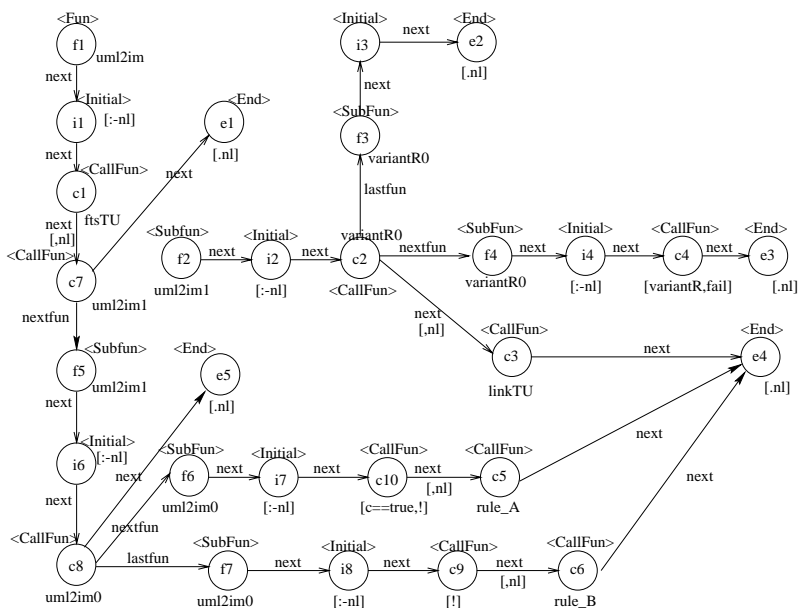 <Fun>
f1
uml2im
next
<Initial>
i1
[:-nl]
next
<CallFun>
c1
ftsTU
next
[,nl]
<CallFun>
c7
uml2im1
next
<End>
e1
[.nl]
nextfun
<Subfun>
f5
uml2im1
next
<Initial>
i6
[:-nl]
next
<CallFun>
c8
uml2im0
next
<End>
e5
[.nl]
<Initial>
i3
next
<End>
e2
[.nl]
next
<SubFun>
f3
variantR0
lastfun
<Subfun>
f2
uml2im1
next
<Initial>
i2
[:-nl]
next
variantR0
c2
<CallFun>
nextfun
<SubFun>
f4
variantR0
next
<Initial>
i4
[:-nl]
next
<CallFun>
c4
[variantR,fail]
next
<End>
e3
[.nl]
next
[,nl]
<CallFun>
c3
linkTU
next
<End>
e4
[.nl]
nextfun
<SubFun>
f6
uml2im0
next
<Initial>
i7
[:-nl]
next
<CallFun>
c10
[c==true,!]
next
[,nl]
<CallFun>
c5
rule_A
next
lastfun
<SubFun>
f7
uml2im0
next
<Initial>
i8
[:-nl]
next
<CallFun>
c9
[!]
next
[,nl]
<CallFun>
c6
rule_B
next